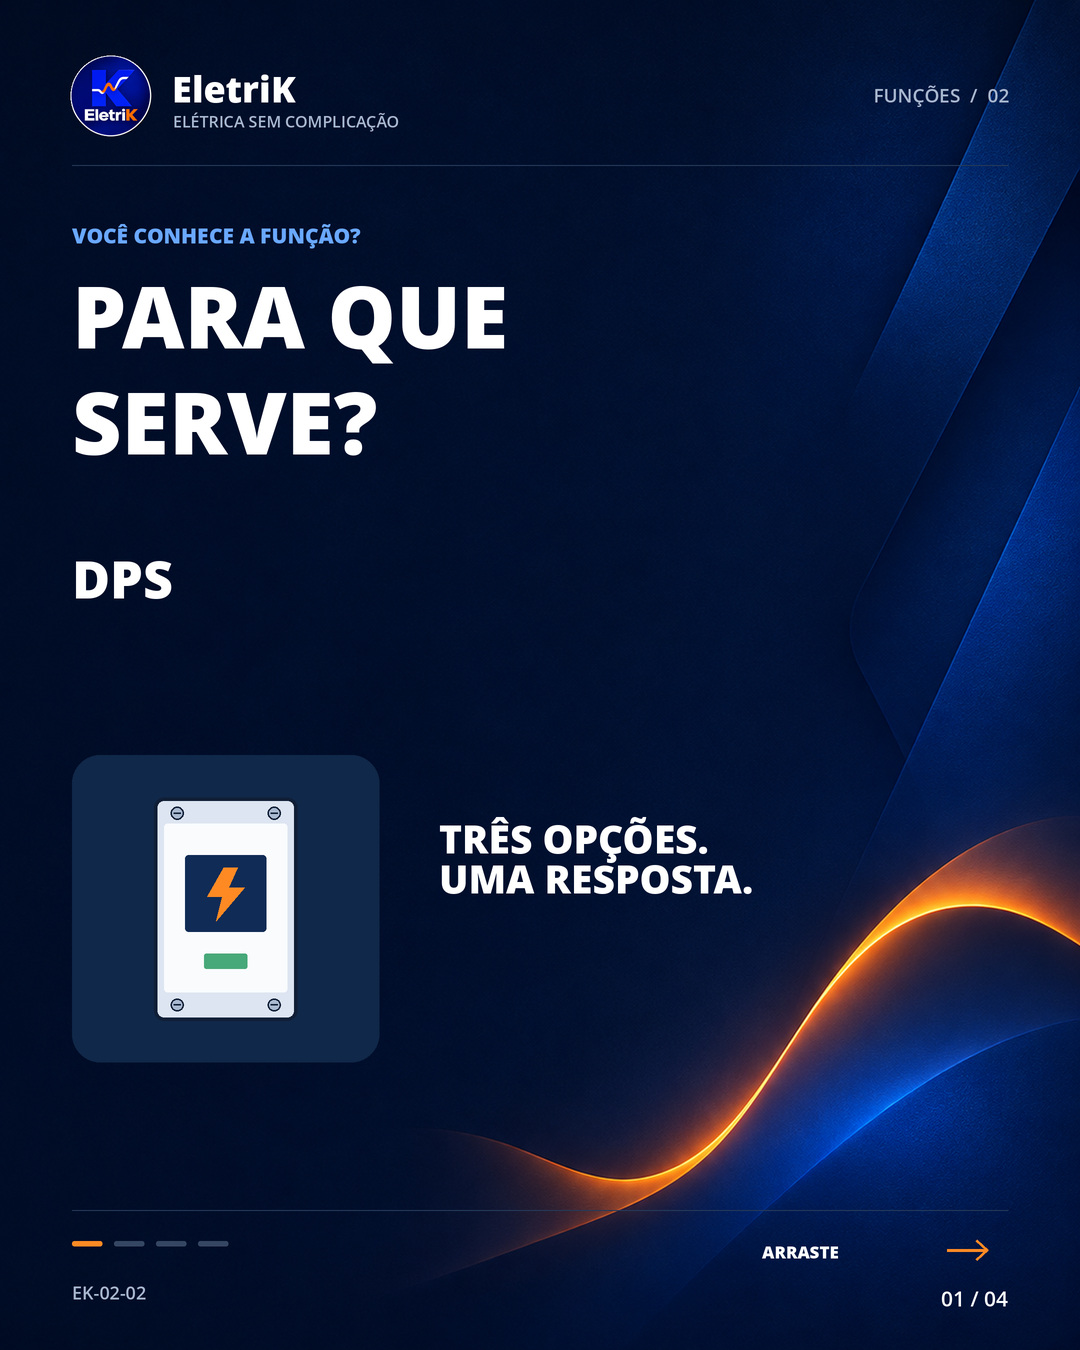 EletriK
EletriK
ELÉTRICA SEM COMPLICAÇÃO
FUNÇÕES / 02
VOCÊ CONHECE A FUNÇÃO?
PARA QUE
SERVE?
DPS
TRÊS OPÇÕES.
UMA RESPOSTA.
ARRASTE
EK-02-02
01 / 04